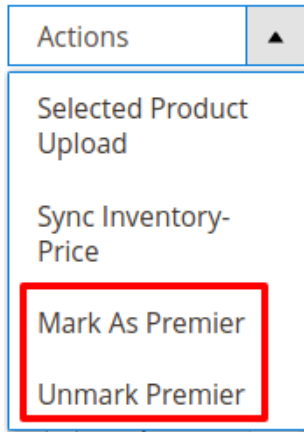 Actions
Selected Product
Upload
Sync Inventory-
Price
Mark As Premier
Unmark Premier